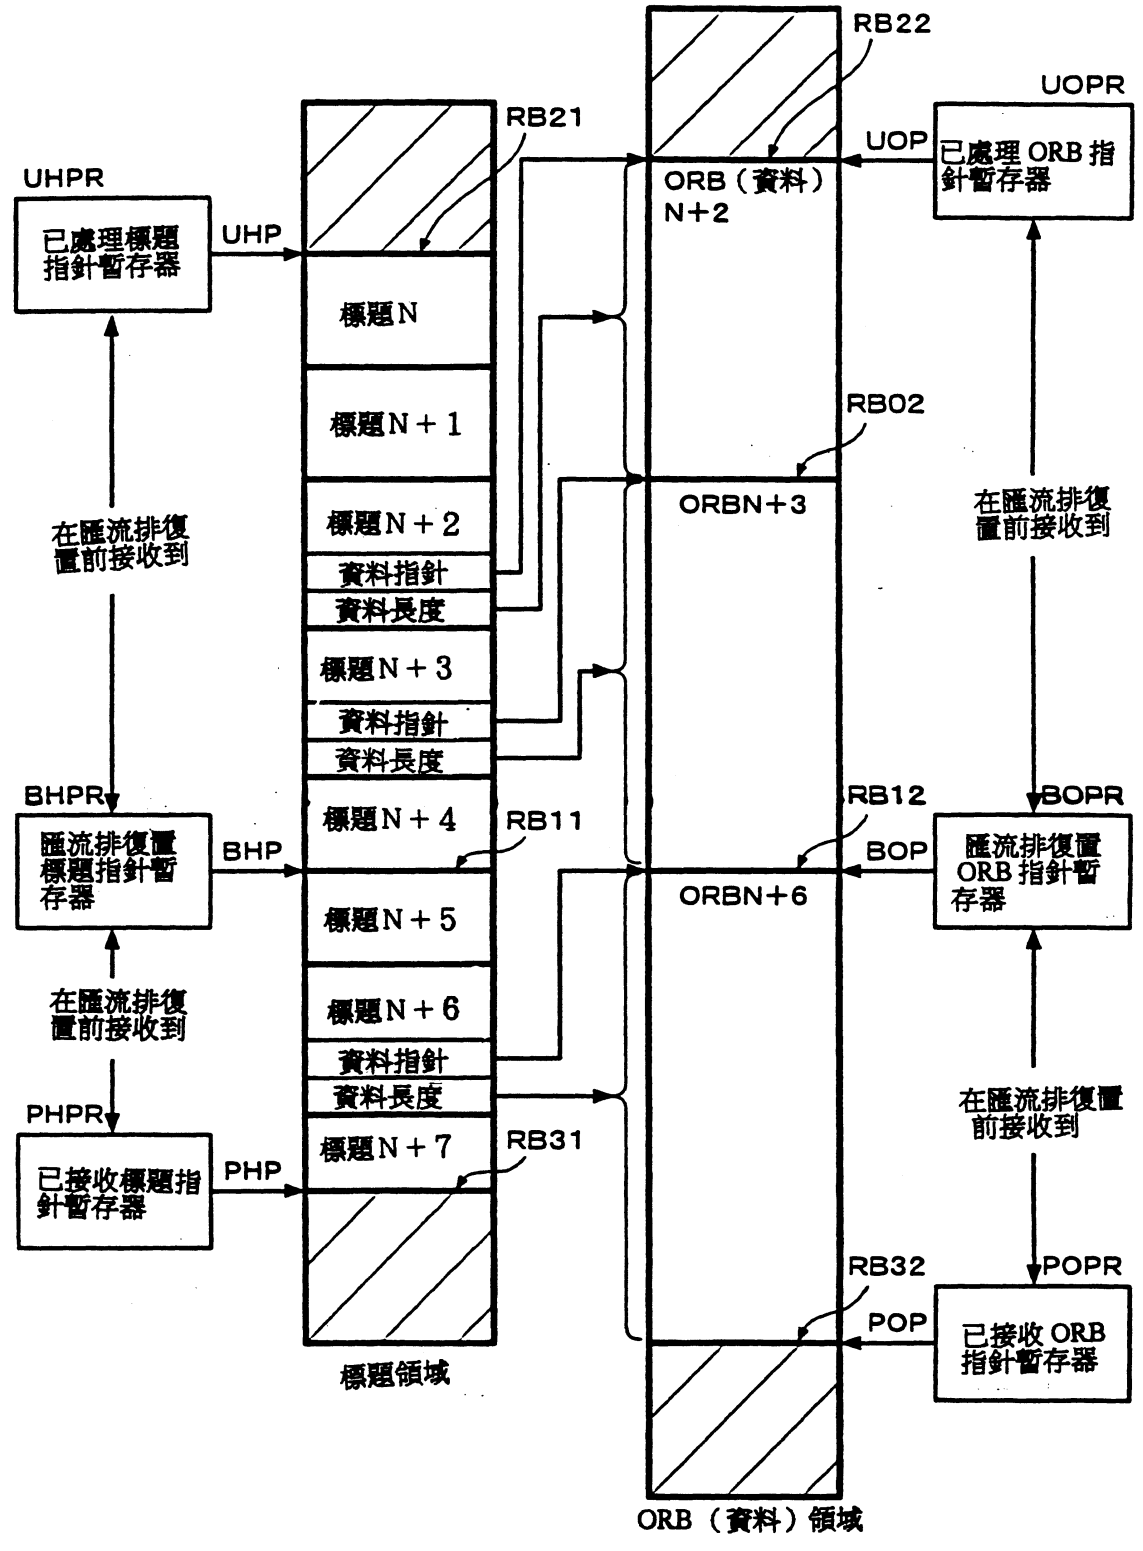 RB22
UOPR
RB21
UOP
已處理 ORB 指
針暫存器
UHPR
ORB（資料）
N+2
已處理標題
指針暫存器
UHP
標題N
RB02
標題N+1
ORBN+3
標題N+2
在匯流排復
置前接收到
在匯流排復
置前接收到
資料指針
資料長度
標題N+3
資料指針
資料長度
BHPR
RB12
BOPR
標題N+4
RB11
匯流排復置
標題指針暫
存器
BHP
BOP
匯流排復置
ORB 指針暫
存器
ORBN+6
標題N+5
在匯流排復
置前接收到
標題N+6
資料指針
資料長度
在匯流排復置
前接收到
PHPR
標題N+7
RB31
已接收標題指
針暫存器
PHP
RB32
POPR
POP
已接收 ORB
指針暫存器
標題領域
ORB（資料）領域